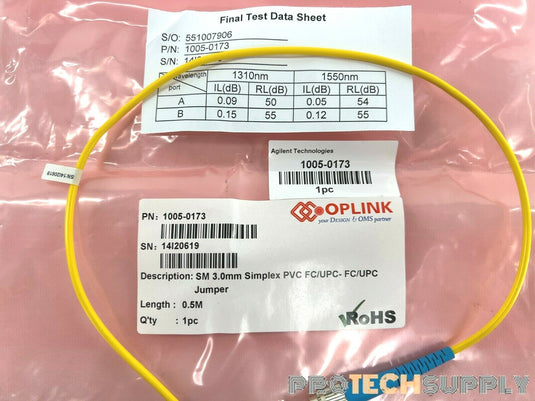 Final Test Data Sheet
S/O: 551007906
P/N: 1005-0173
S/N: 14I20619
wavelength 1310nm 1550nm
port IL(dB) RL(dB) IL(dB) RL(dB)
A 0.09 50 0.05 54
B 0.15 55 0.12 55
SN:14I20619
Agilent Technologies
1005-0173
1pc
PN: 1005-0173
OPLINK
your DESIGN & OMS partner
SN: 14I20619
Description: SM 3.0mm Simplex PVC FC/UPC- FC/UPC
Jumper
Length : 0.5M
Q'ty : 1pc
RoHS
PROTECHSUPPLY